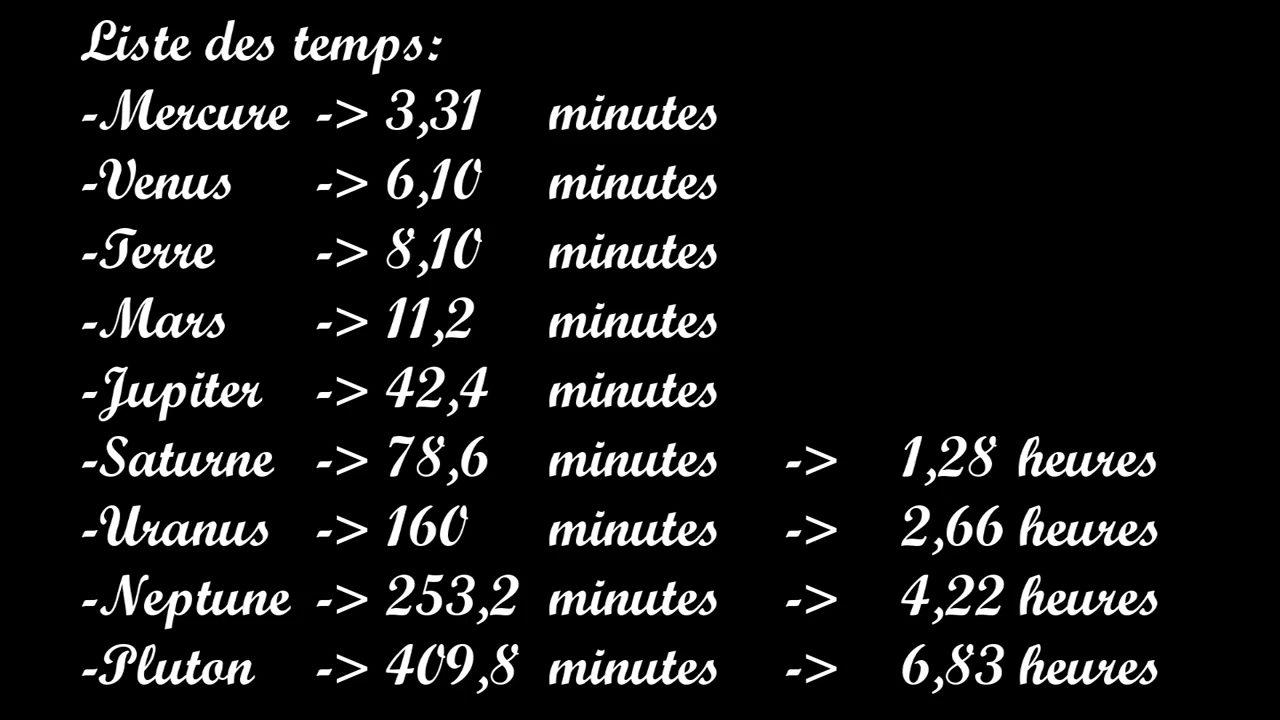 Liste des temps:
-Mercure -> 3,31 minutes
-Venus -> 6,10 minutes
-Terre -> 8,10 minutes
-Mars -> 11,2 minutes
-Jupiter -> 42,4 minutes
-Saturne -> 78,6 minutes -> 1,28 heures
-Uranus -> 160 minutes -> 2,66 heures
-Neptune -> 253,2 minutes -> 4,22 heures
-Pluton -> 409,8 minutes -> 6,83 heures